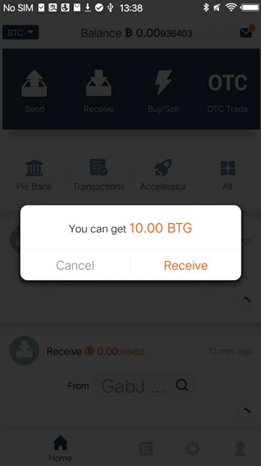 No SIM 13:38
BTC Balance ₿ 0.00936403
Send Receive Buy/Sell OTC Trade
OTC
Pie Bank Transactions Accelerator All
ago
You can get 10.00 BTG
Cancel Receive
Receive 0.00936403 12 min. ago
From GabJ
Home